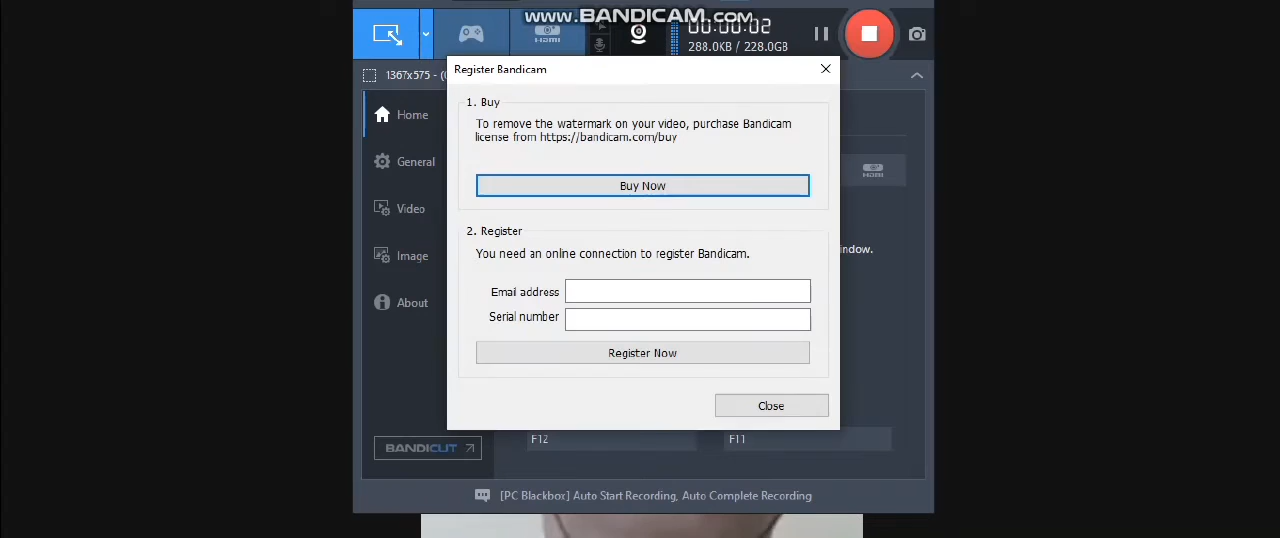 www.BANDICAM.com
00:00:02
288.0KB / 228.0GB
HDMI
Register Bandicam
1367x575 - (
1. Buy
Home
To remove the watermark on your video, purchase Bandicam
license from https://bandicam.com/buy
General
HDMI
Buy Now
Video
2. Register
You need an online connection to register Bandicam.
indow.
Image
Email address
About
Serial number
Register Now
Close
F12
F11
BANDICUT
[PC Blackbox] Auto Start Recording, Auto Complete Recording